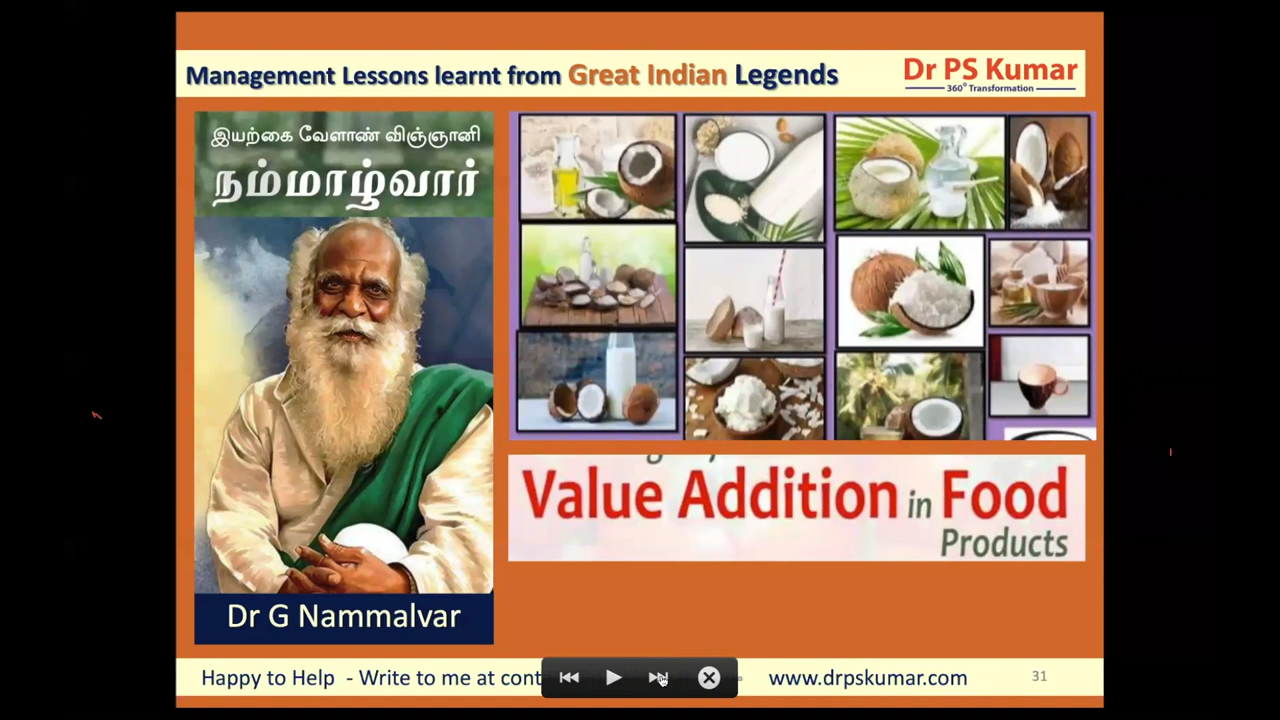 Management Lessons learnt from Great Indian Legends
Dr PS Kumar
360° Transformation
இயற்கை வேளாண் விஞ்ஞானி
நம்மாழ்வார்
Value Addition in Food
Products
Dr G Nammalvar
Happy to Help - Write to me at
www.drpskumar.com
31